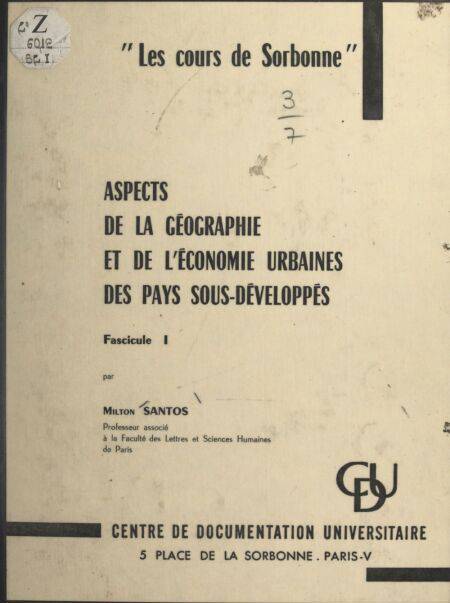 Z
6012
"Les cours de Sorbonne"
3
7
ASPECTS
DE LA GÉOGRAPHIE
ET DE L'ÉCONOMIE URBAINES
DES PAYS SOUS-DÉVELOPPÉS
Fascicule I
par
MILTON SANTOS
Professeur associé
à la Faculté des Lettres et Sciences Humaines
de Paris
CDU
CENTRE DE DOCUMENTATION UNIVERSITAIRE
5 PLACE DE LA SORBONNE . PARIS-V